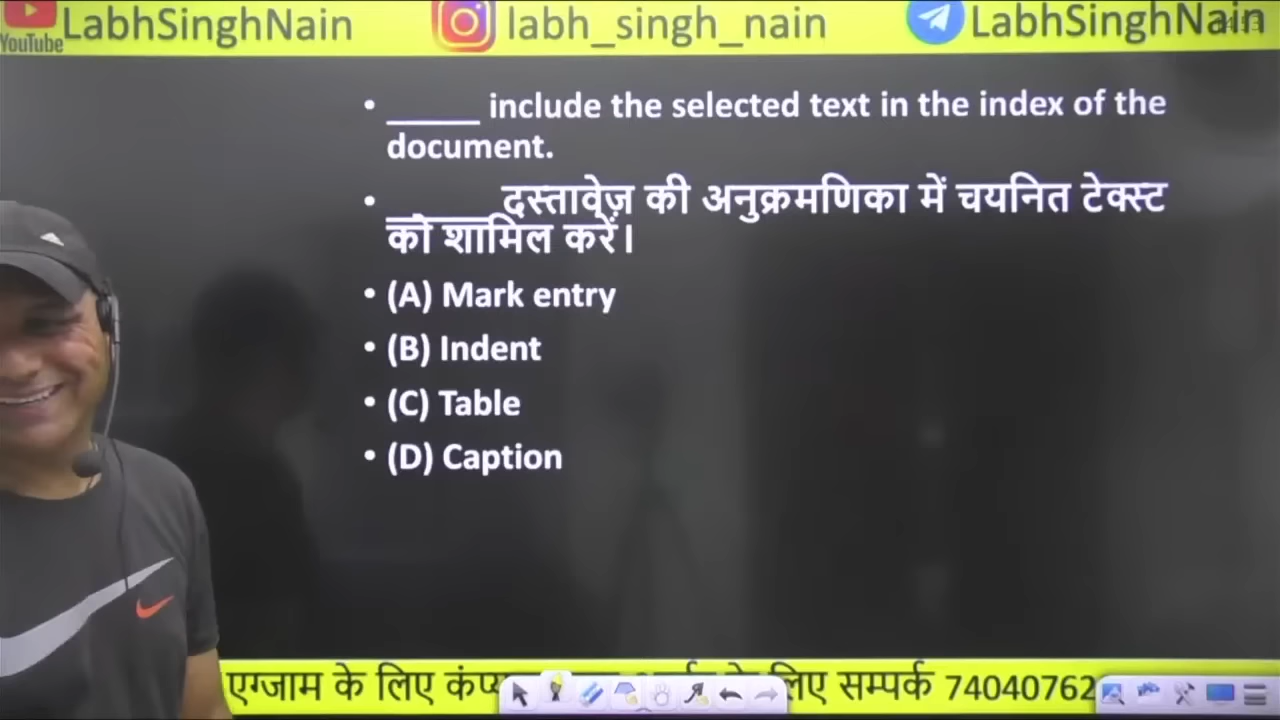 YouTube LabhSinghNain labh_singh_nain LabhSinghNain
• _____ include the selected text in the index of the
document.
• ______ दस्तावेज़ की अनुक्रमणिका में चयनित टेक्स्ट
को शामिल करें।
• (A) Mark entry
• (B) Indent
• (C) Table
• (D) Caption
एग्जाम के लिए के लिए सम्पर्क 74040762